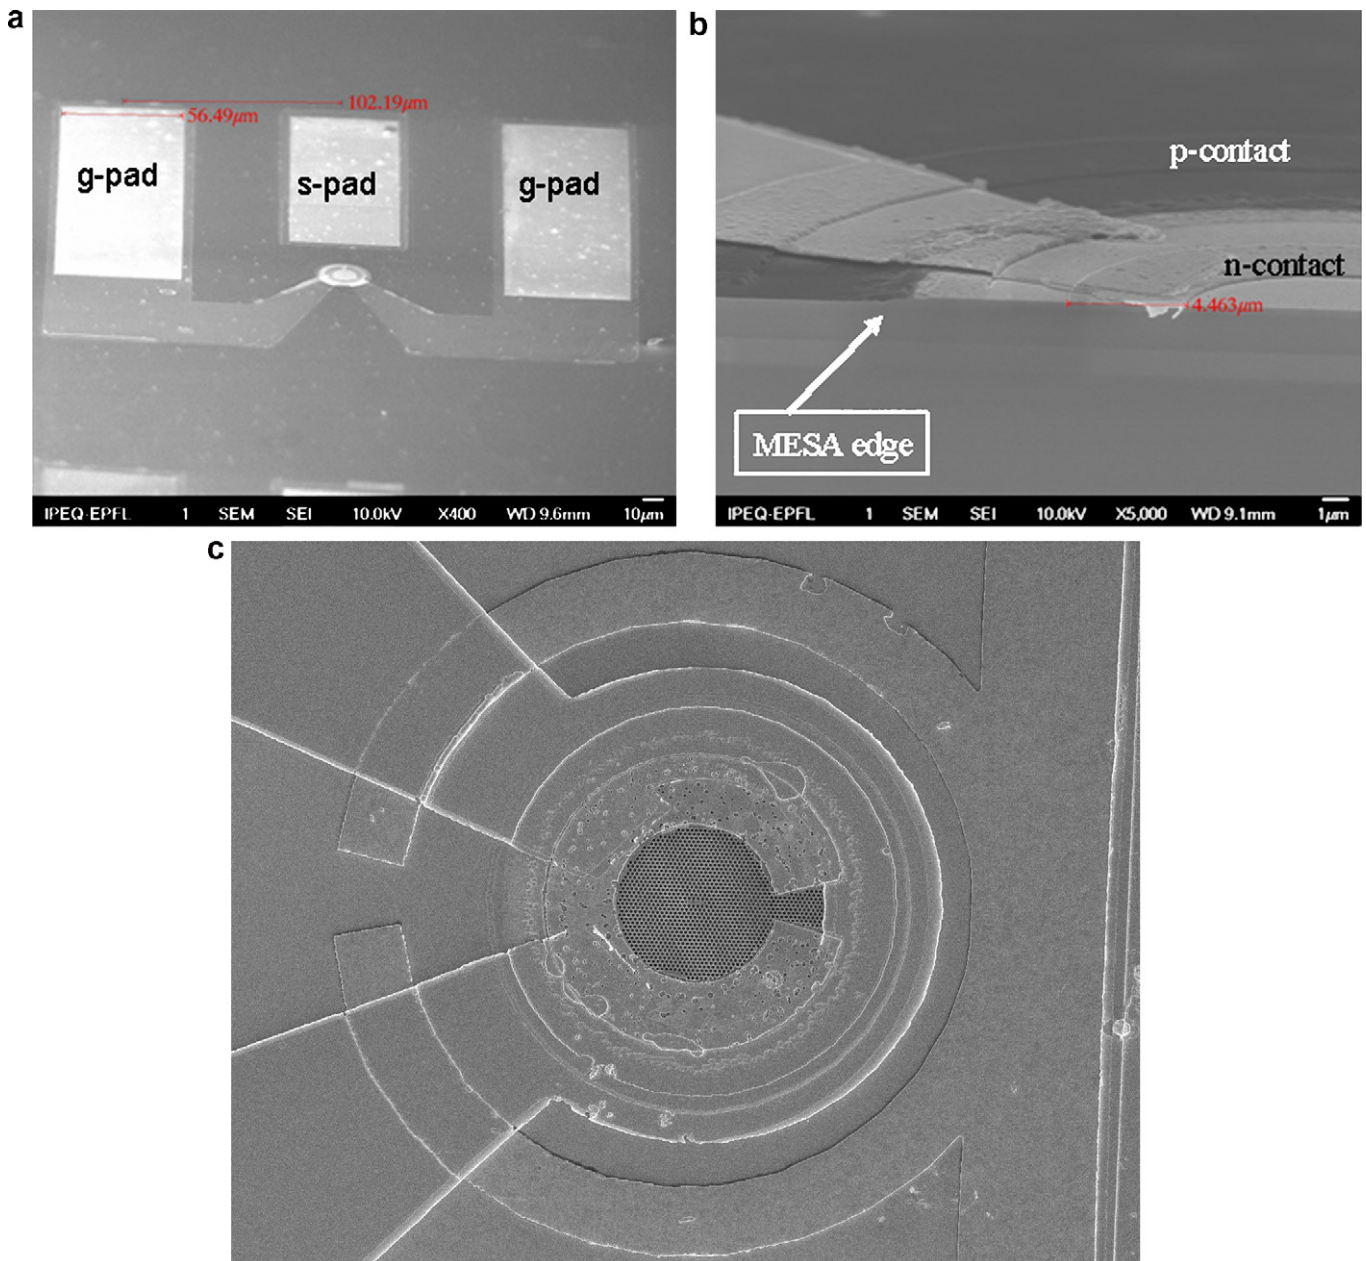 a
102.19μm
56.49μm
g-pad
s-pad
g-pad
IPEQ-EPFL 1 SEM SEI 10.0kV X400 WD 9.6mm 10μm
b
p-contact
n-contact
4.463μm
MESA edge
IPEQ-EPFL 1 SEM SEI 10.0kV X5,000 WD 9.1mm 1μm
c